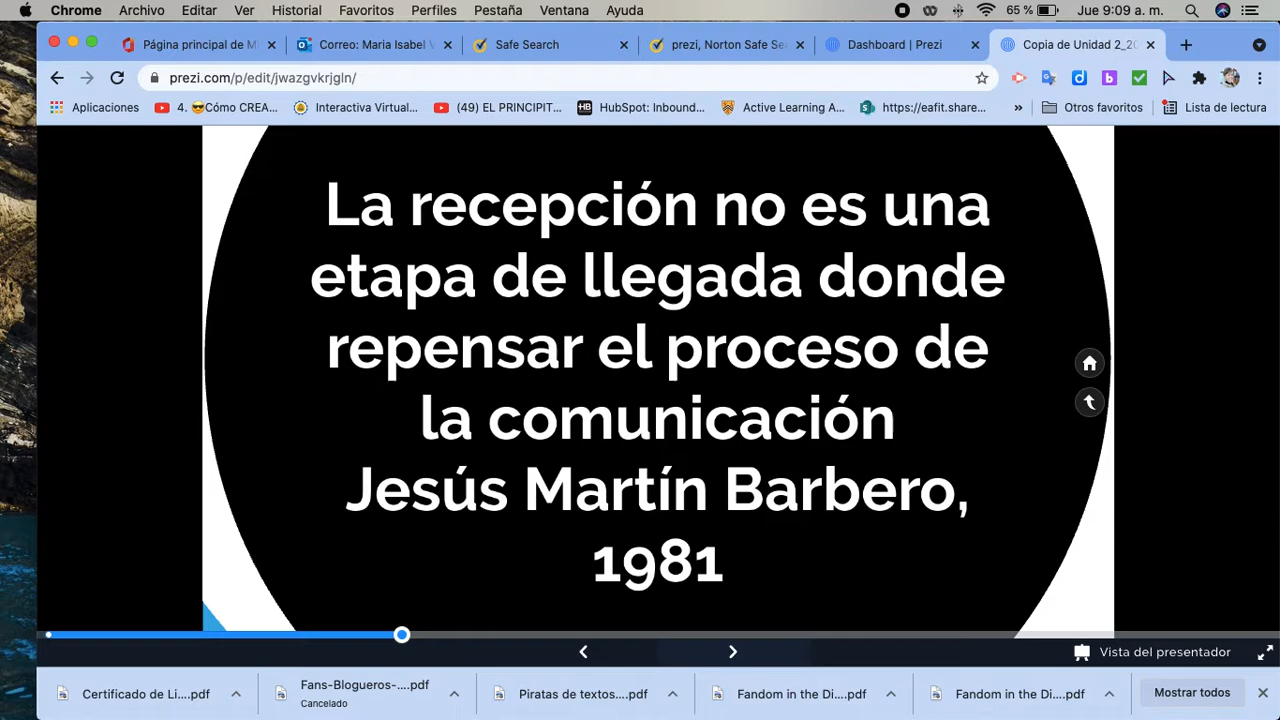 Chrome Archivo Editar Ver Historial Favoritos Perfiles Pestaña Ventana Ayuda 65 % Jue 9:09 a. m.
Página principal de M Correo: Maria Isabel V Safe Search prezi, Norton Safe Se Dashboard | Prezi Copia de Unidad 2_20
prezi.com/p/edit/jwazgvkrjgln/
Aplicaciones 4. 😎Cómo CREA... Interactiva Virtual... (49) EL PRINCIPIT... HubSpot: Inbound... Active Learning A... https://eafit.share... » Otros favoritos Lista de lectura
La recepción no es una
etapa de llegada donde
repensar el proceso de
la comunicación
Jesús Martín Barbero,
1981
Vista del presentador
Certificado de Li....pdf Fans-Blogueros-....pdf Piratas de textos....pdf Fandom in the Di....pdf Fandom in the Di....pdf Mostrar todos
Cancelado